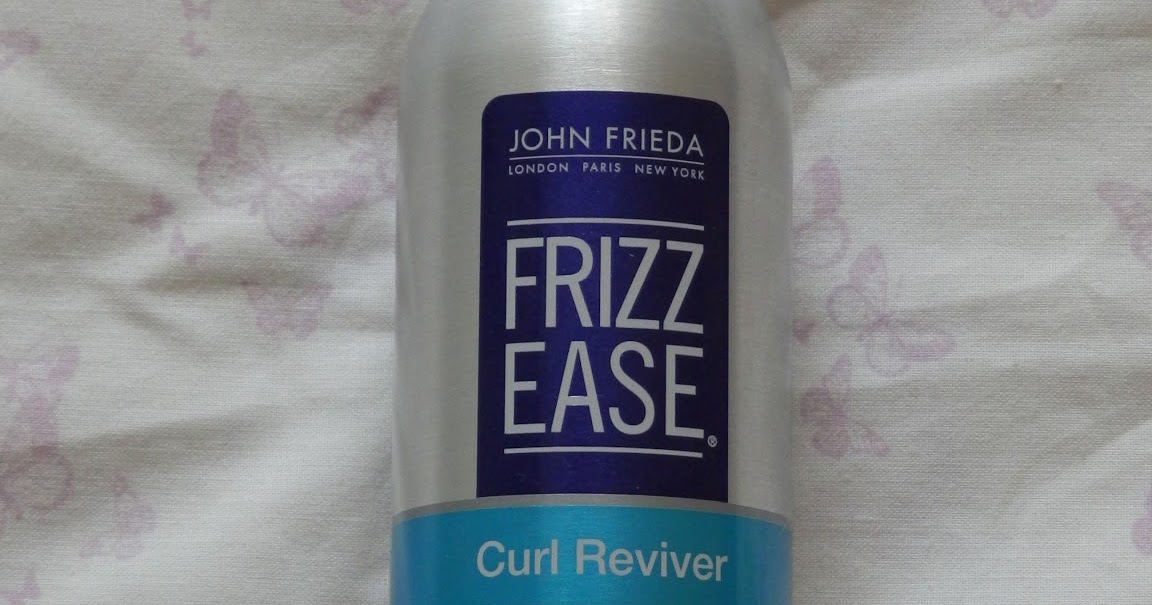 JOHN FRIEDA
LONDON PARIS NEW YORK
FRIZZ
EASE®
Curl Reviver